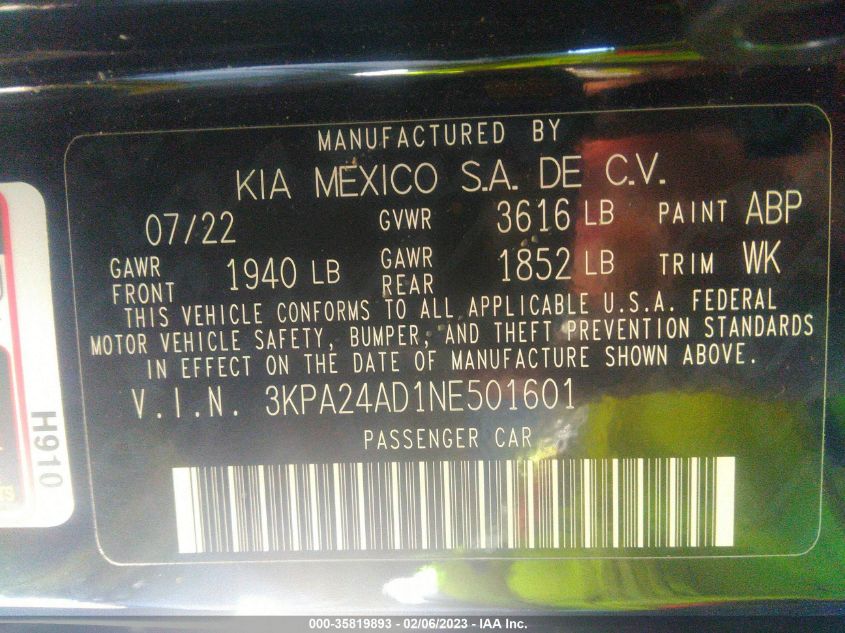 MANUFACTURED BY
KIA MEXICO S.A. DE C.V.
07/22 GVWR 3616 LB PAINT ABP
GAWR FRONT 1940 LB GAWR REAR 1852 LB TRIM WK
THIS VEHICLE CONFORMS TO ALL APPLICABLE U.S.A. FEDERAL
MOTOR VEHICLE SAFETY, BUMPER, AND THEFT PREVENTION STANDARDS
IN EFFECT ON THE DATE OF MANUFACTURE SHOWN ABOVE.
V.I.N. 3KPA24AD1NE501601
PASSENGER CAR
H910
000-35819893 - 02/06/2023 - IAA Inc.